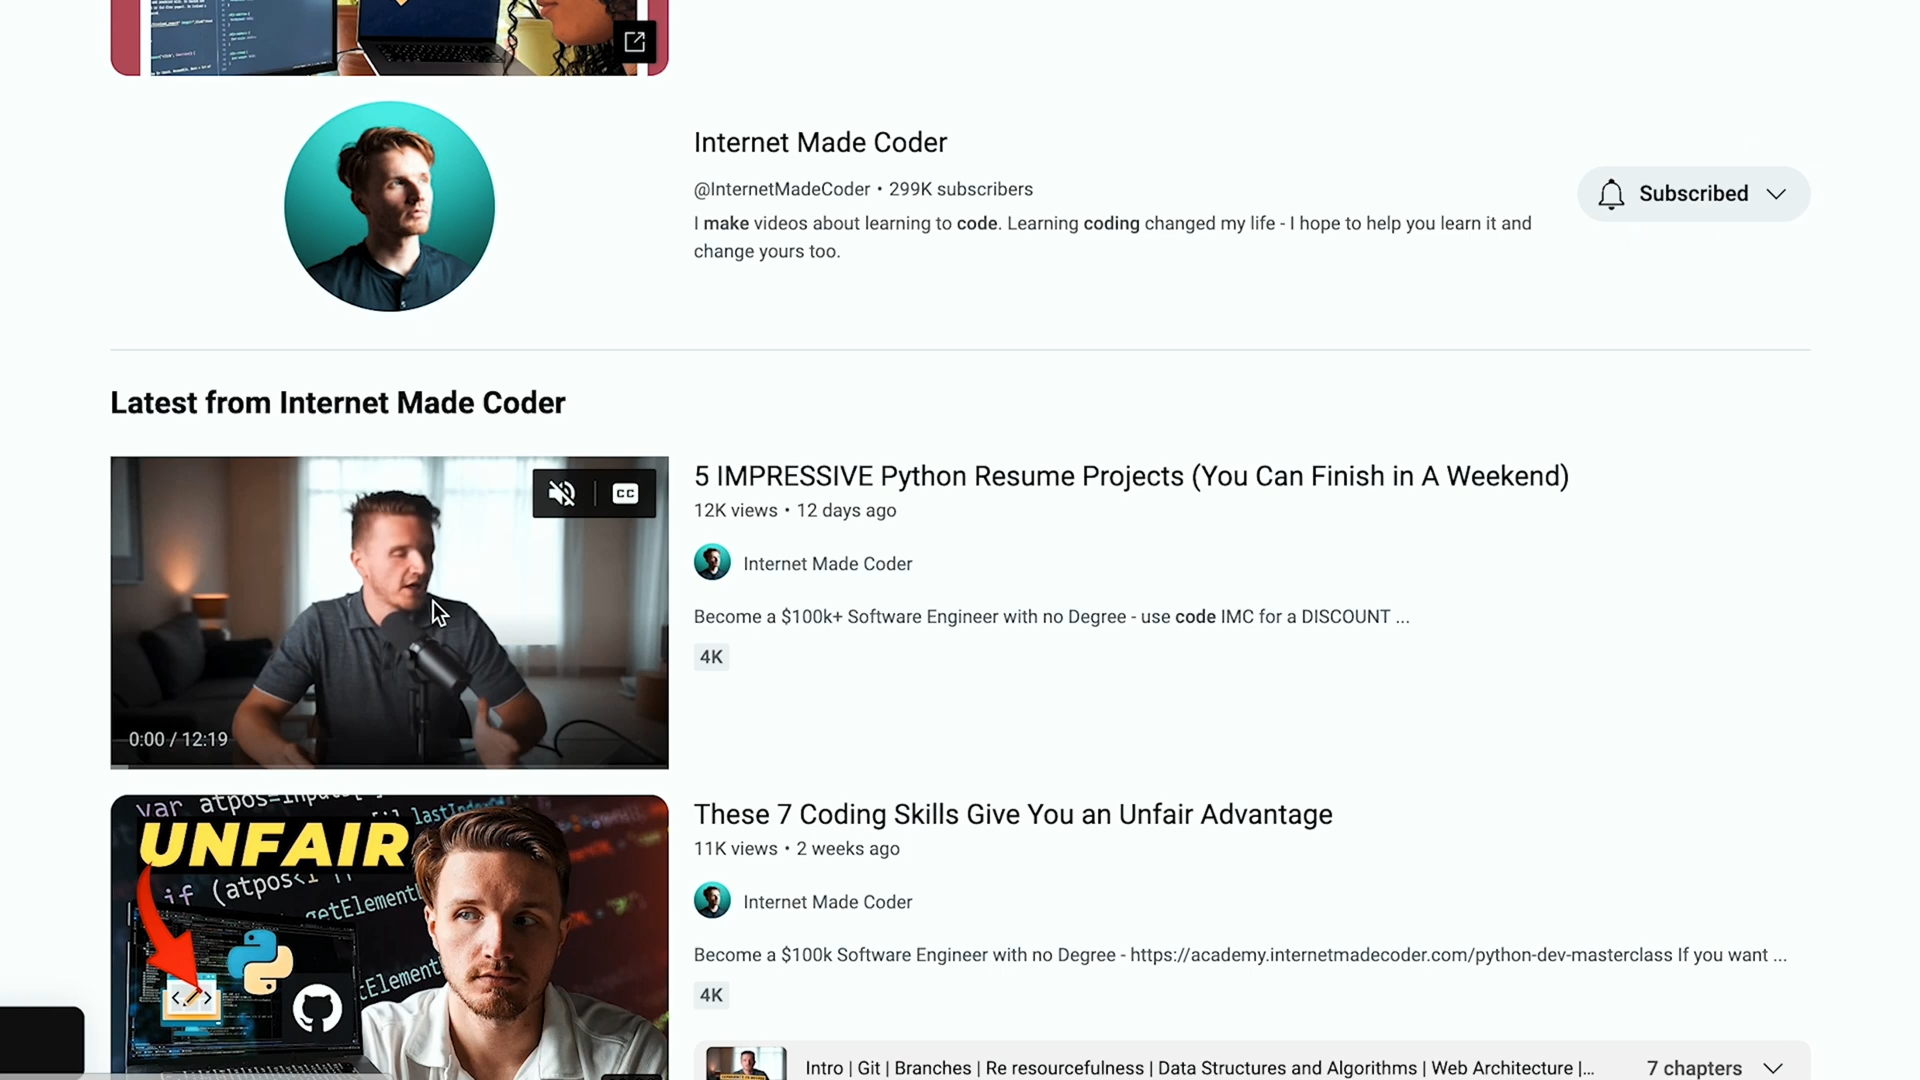 Internet Made Coder
@InternetMadeCoder • 299K subscribers
I make videos about learning to code. Learning coding changed my life - I hope to help you learn it and
change yours too.
Subscribed
Latest from Internet Made Coder
CC
0:00 / 12:19
5 IMPRESSIVE Python Resume Projects (You Can Finish in A Weekend)
12K views • 12 days ago
Internet Made Coder
Become a $100k+ Software Engineer with no Degree - use code IMC for a DISCOUNT ...
4K
UNFAIR
These 7 Coding Skills Give You an Unfair Advantage
11K views • 2 weeks ago
Internet Made Coder
Become a $100k Software Engineer with no Degree - https://academy.internetmadecoder.com/python-dev-masterclass If you want ...
4K
Intro | Git | Branches | Re resourcefulness | Data Structures and Algorithms | Web Architecture |...
7 chapters